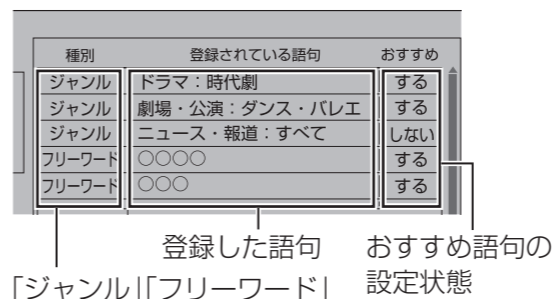 種別 登録されている語句 おすすめ
ジャンル ドラマ：時代劇 する
ジャンル 劇場・公演：ダンス・バレエ する
ジャンル ニュース・報道：すべて しない
フリーワード ○○○○ する
フリーワード ○○○ する
登録した語句 おすすめ語句の
「ジャンル」「フリーワード」 設定状態